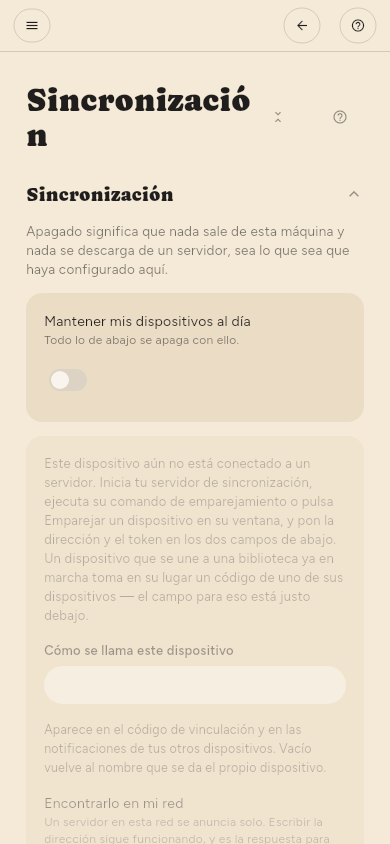 Sincronizació
n
Sincronización
Apagado significa que nada sale de esta máquina y
nada se descarga de un servidor, sea lo que sea que
haya configurado aquí.
Mantener mis dispositivos al día
Todo lo de abajo se apaga con ello.
Este dispositivo aún no está conectado a un
servidor. Inicia tu servidor de sincronización,
ejecuta su comando de emparejamiento o pulsa
Emparejar un dispositivo en su ventana, y pon la
dirección y el token en los dos campos de abajo.
Un dispositivo que se une a una biblioteca ya en
marcha toma en su lugar un código de uno de sus
dispositivos — el campo para eso está justo
debajo.
Cómo se llama este dispositivo
Aparece en el código de vinculación y en las
notificaciones de tus otros dispositivos. Vacío
vuelve al nombre que se da el propio dispositivo.
Encontrarlo en mi red
Un servidor en esta red se anuncia solo. Escribir la
dirección sigue funcionando, y es la respuesta para